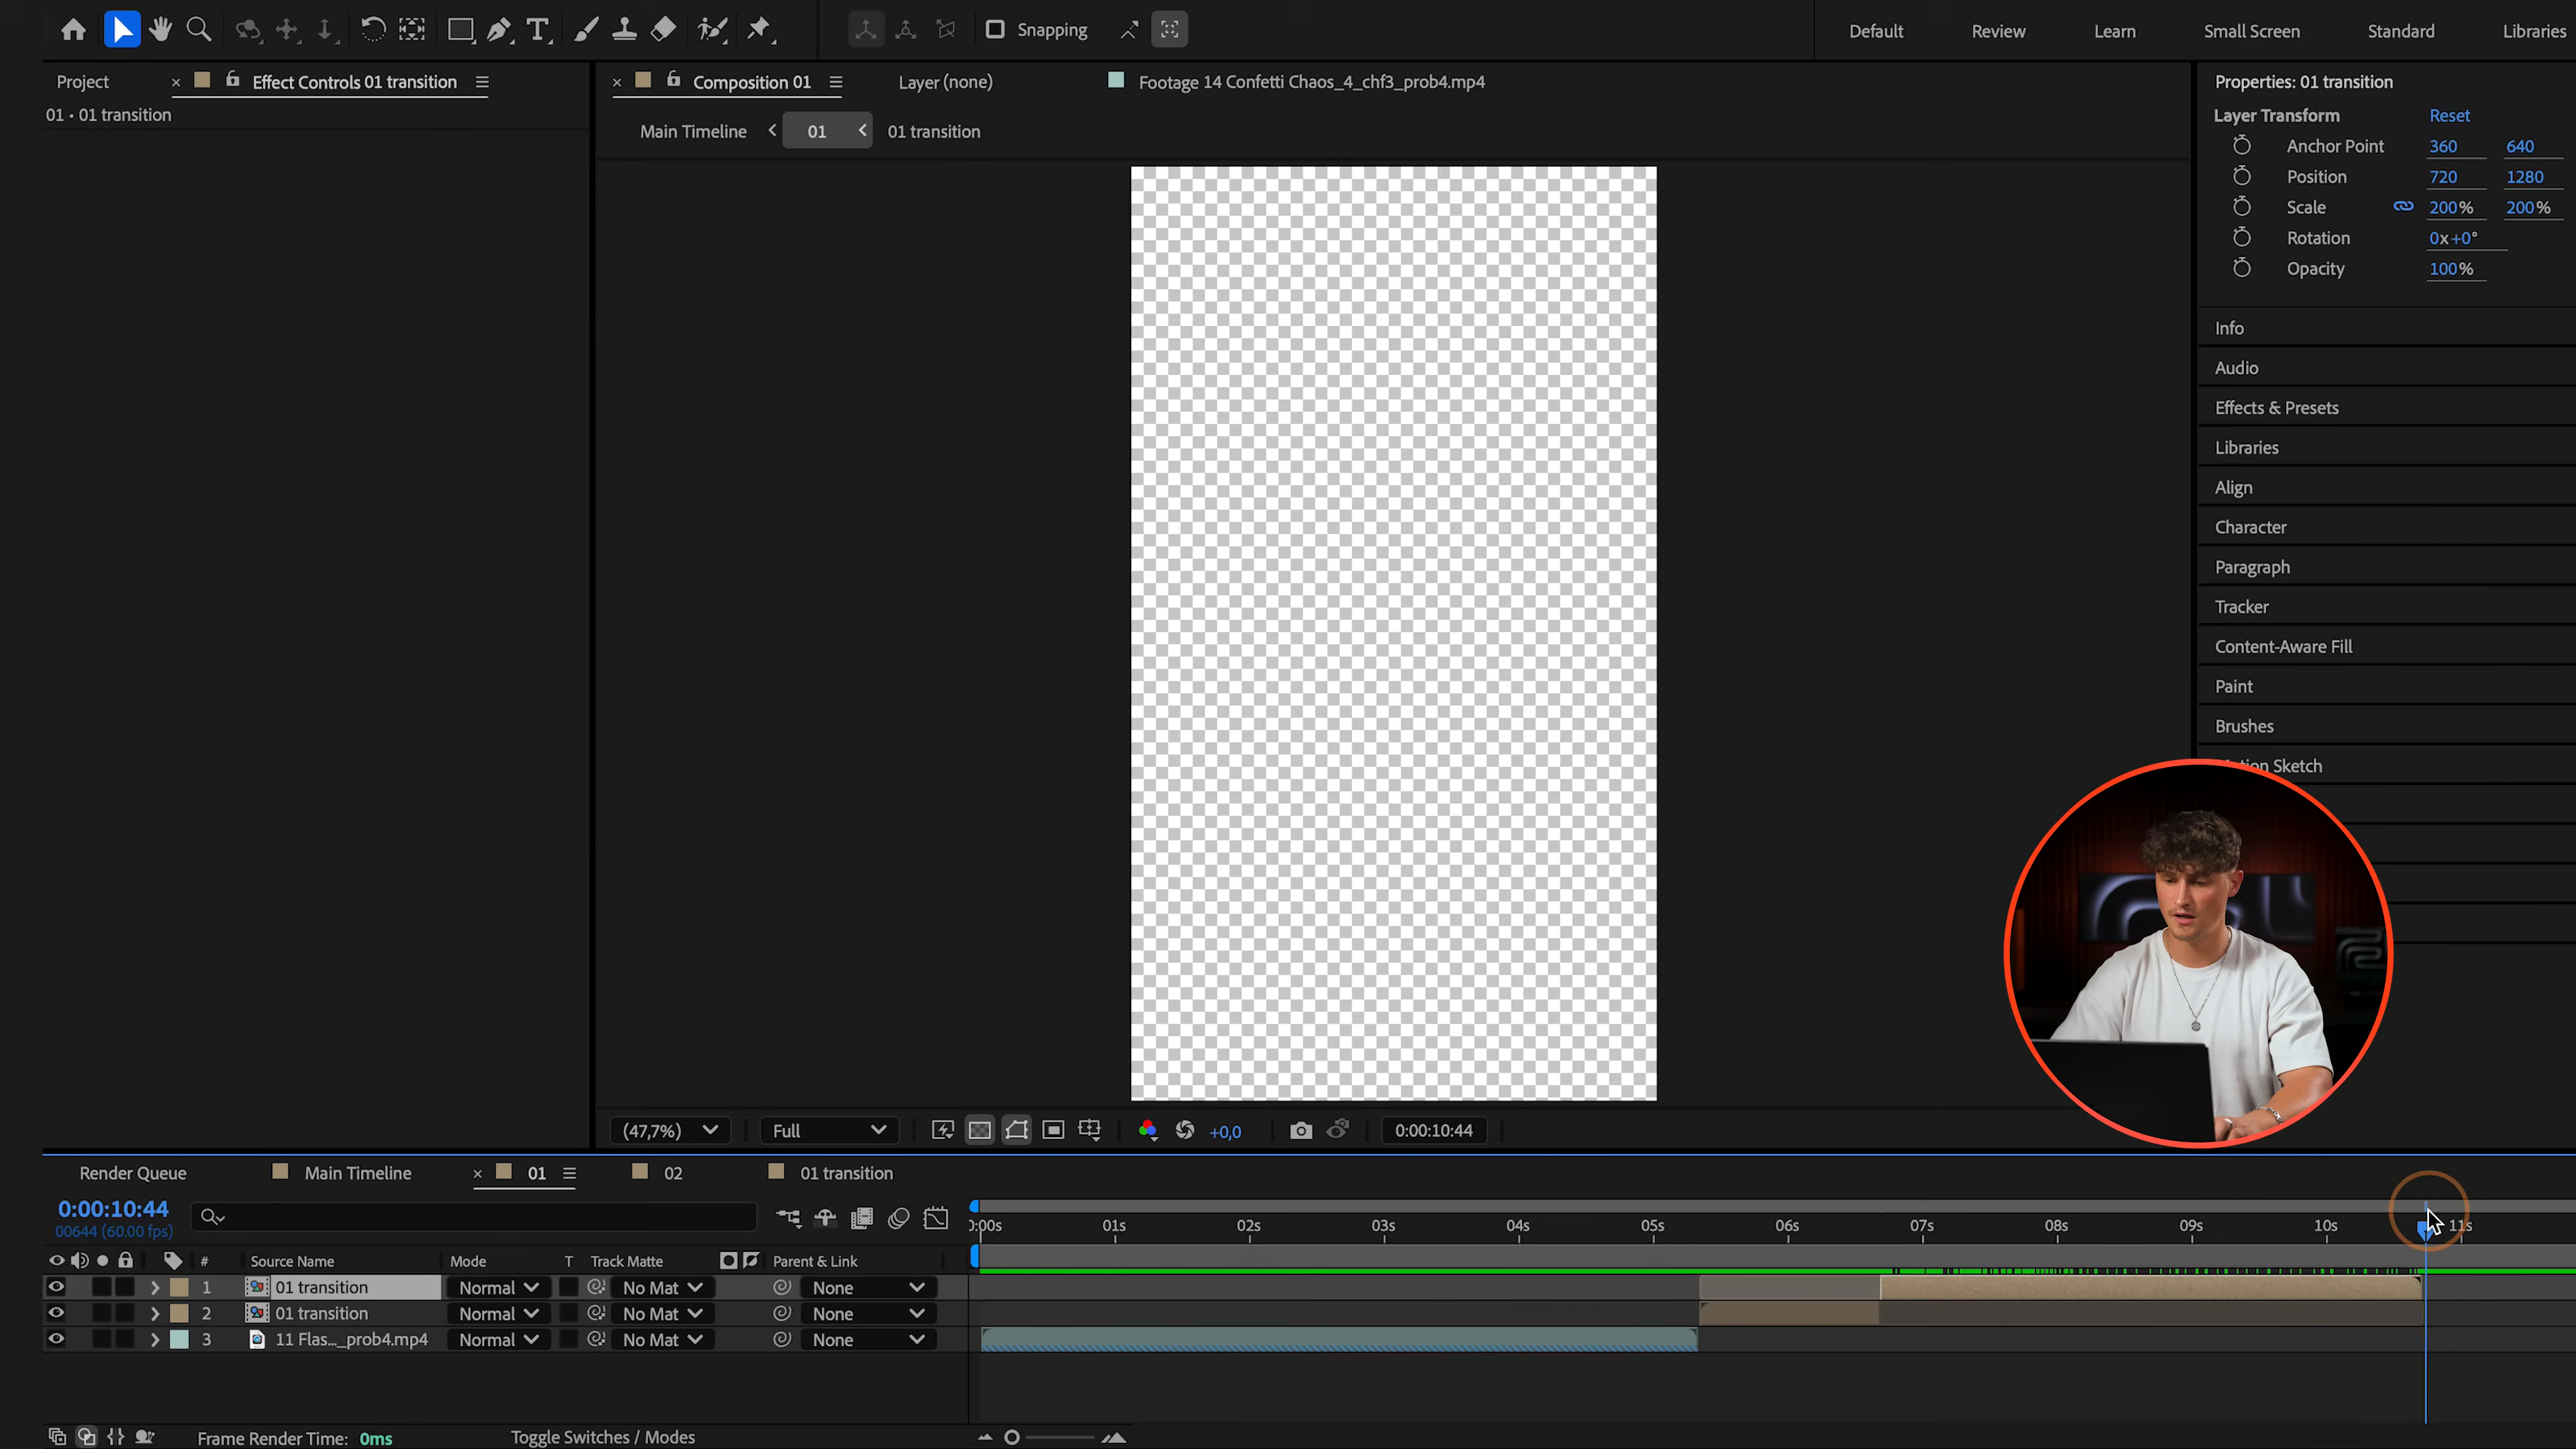 Snapping
Default Review Learn Small Screen Standard Libraries
Project × Effect Controls 01 transition
01 • 01 transition
× Composition 01 Layer (none) Footage 14 Confetti Chaos_4_chf3_prob4.mp4
Main Timeline 01 01 transition
Properties: 01 transition
Layer Transform Reset
Anchor Point 360 640
Position 720 1280
Scale 200% 200%
Rotation 0x+0°
Opacity 100%
Info
Audio
Effects & Presets
Libraries
Align
Character
Paragraph
Tracker
Content-Aware Fill
Paint
Brushes
Sketch
(47,7%) Full +0,0 0:00:10:44
Render Queue Main Timeline × 01 02 01 transition
0:00:10:44
00644 (60.00 fps)
0:00s 01s 02s 03s 04s 05s 06s 07s 08s 09s 10s 11s
# Source Name Mode T Track Matte Parent & Link
1 01 transition Normal No Mat None
2 01 transition Normal No Mat None
3 11 Flas..._prob4.mp4 Normal No Mat None
Frame Render Time: 0ms Toggle Switches / Modes